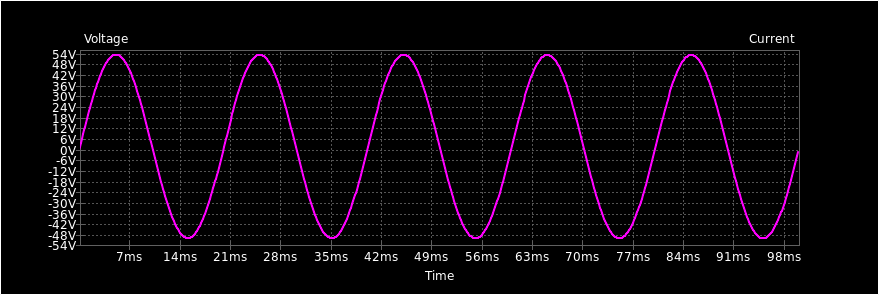 Voltage Current
54V
48V
42V
36V
30V
24V
18V
12V
6V
0V
-6V
-12V
-18V
-24V
-30V
-36V
-42V
-48V
-54V
7ms 14ms 21ms 28ms 35ms 42ms 49ms 56ms 63ms 70ms 77ms 84ms 91ms 98ms
Time